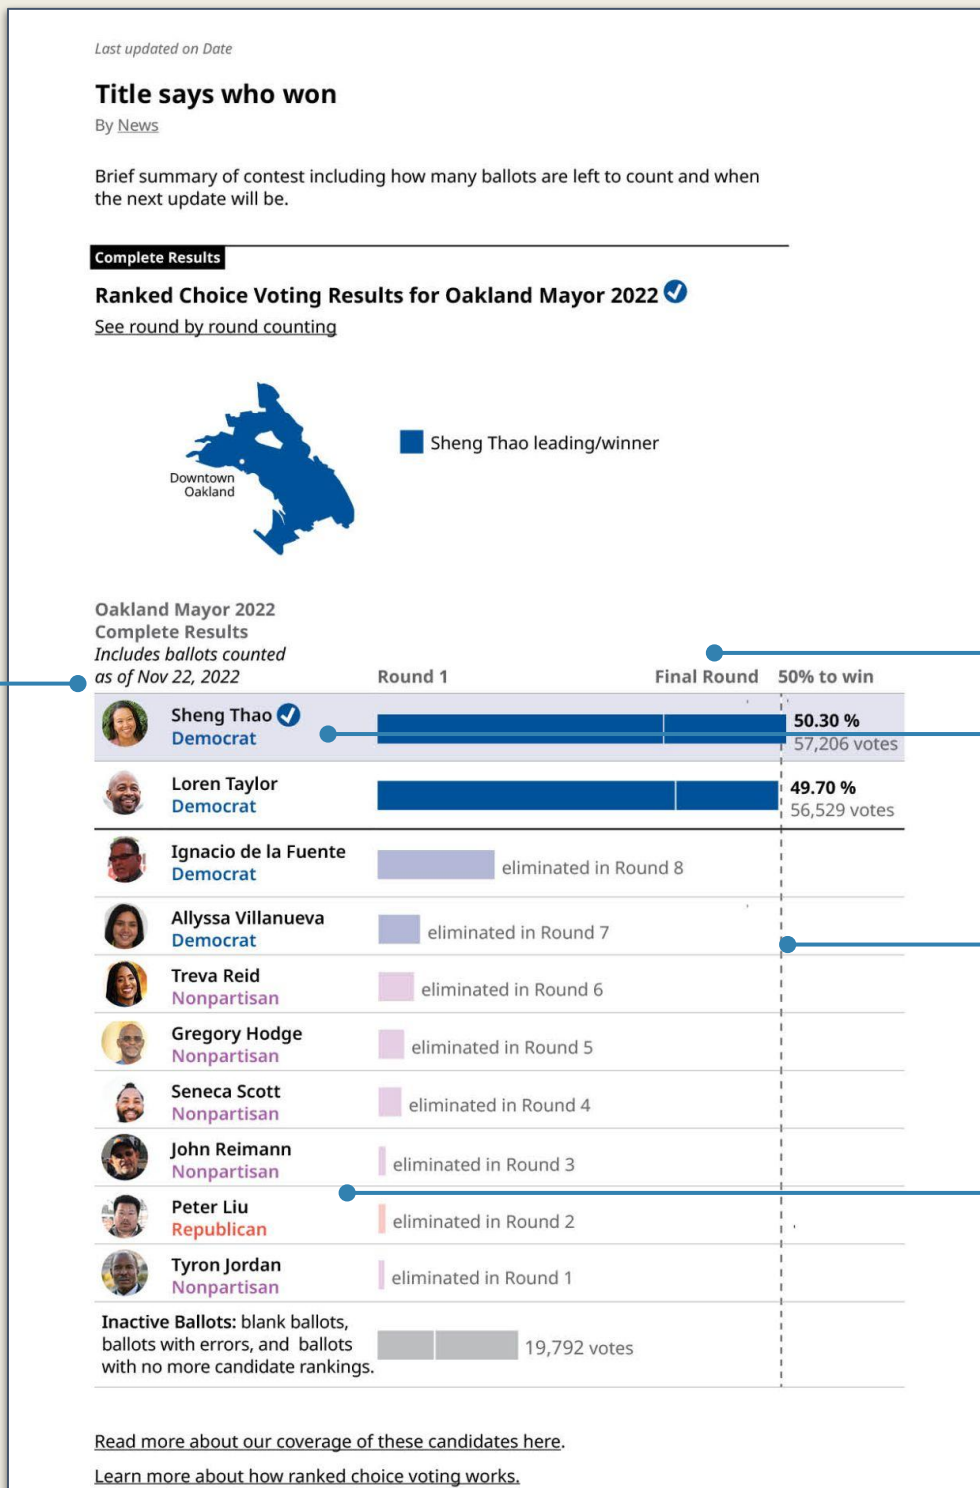 Last updated on Date
Title says who won
By News
Brief summary of contest including how many ballots are left to count and when
the next update will be.
Complete Results
Ranked Choice Voting Results for Oakland Mayor 2022
See round by round counting
Downtown
Oakland
Sheng Thao leading/winner
Oakland Mayor 2022
Complete Results
Includes ballots counted
as of Nov 22, 2022
Round 1 Final Round 50% to win
Sheng Thao
Democrat
50.30 %
57,206 votes
Loren Taylor
Democrat
49.70 %
56,529 votes
Ignacio de la Fuente
Democrat
eliminated in Round 8
Allyssa Villanueva
Democrat
eliminated in Round 7
Treva Reid
Nonpartisan
eliminated in Round 6
Gregory Hodge
Nonpartisan
eliminated in Round 5
Seneca Scott
Nonpartisan
eliminated in Round 4
John Reimann
Nonpartisan
eliminated in Round 3
Peter Liu
Republican
eliminated in Round 2
Tyron Jordan
Nonpartisan
eliminated in Round 1
Inactive Ballots: blank ballots,
ballots with errors, and ballots
with no more candidate rankings.
19,792 votes
Read more about our coverage of these candidates here.
Learn more about how ranked choice voting works.